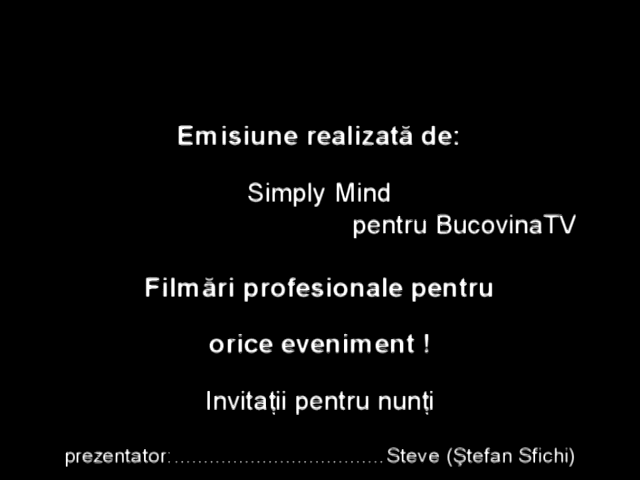 Emisiune realizată de:
Simply Mind
pentru BucovinaTV
Filmări profesionale pentru
orice eveniment !
Invitații pentru nunți
prezentator:....................................Steve (Ștefan Sfichi)